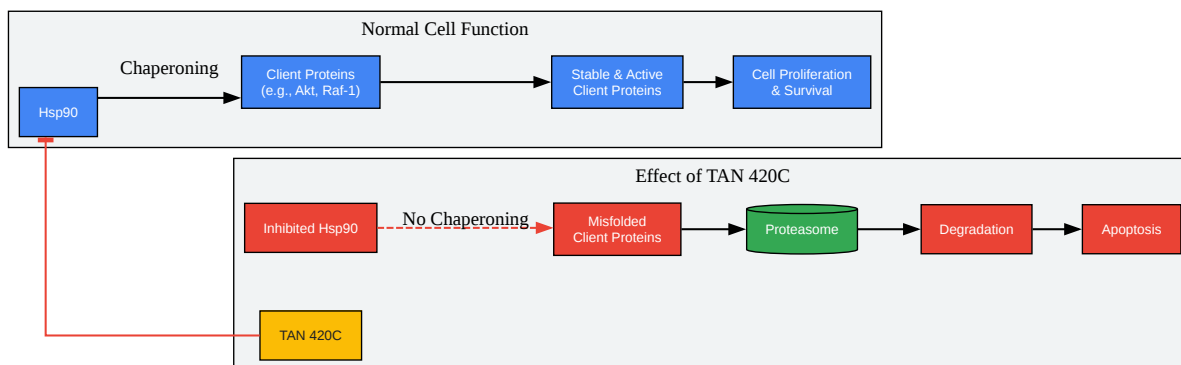 Normal Cell Function
Chaperoning
Hsp90
Client Proteins
(e.g., Akt, Raf-1)
Stable & Active
Client Proteins
Cell Proliferation
& Survival
Effect of TAN 420C
Inhibited Hsp90
No Chaperoning
Misfolded
Client Proteins
Proteasome
Degradation
Apoptosis
TAN 420C